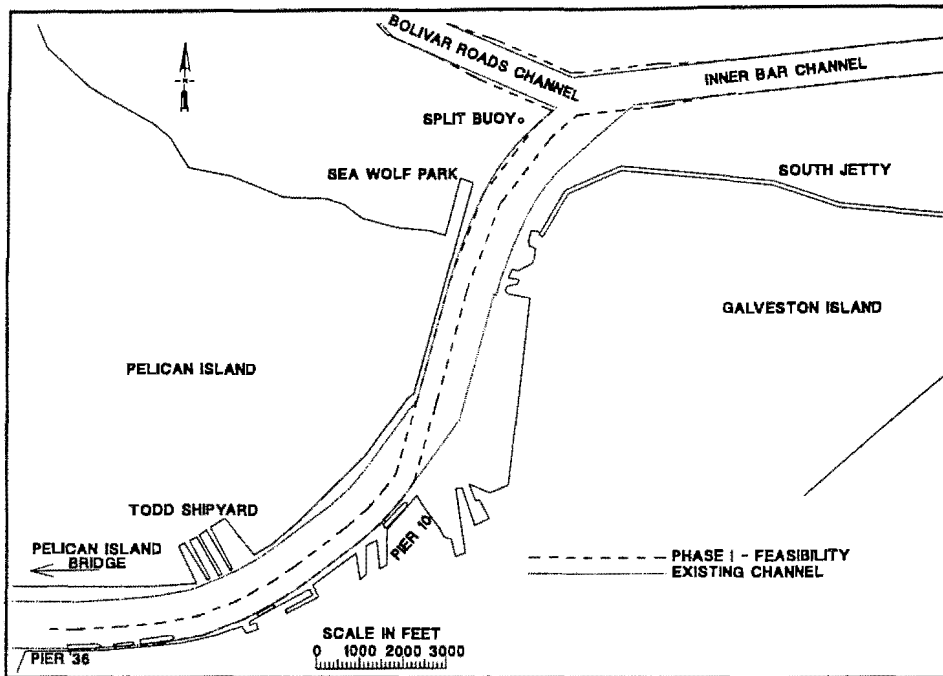 BOLIVAR ROADS CHANNEL
INNER BAR CHANNEL
SPLIT BUOY
SEA WOLF PARK
SOUTH JETTY
GALVESTON ISLAND
PELICAN ISLAND
TODD SHIPYARD
PELICAN ISLAND
BRIDGE
PIER 10
PHASE I - FEASIBILITY
EXISTING CHANNEL
SCALE IN FEET
0 1000 2000 3000
PIER 36